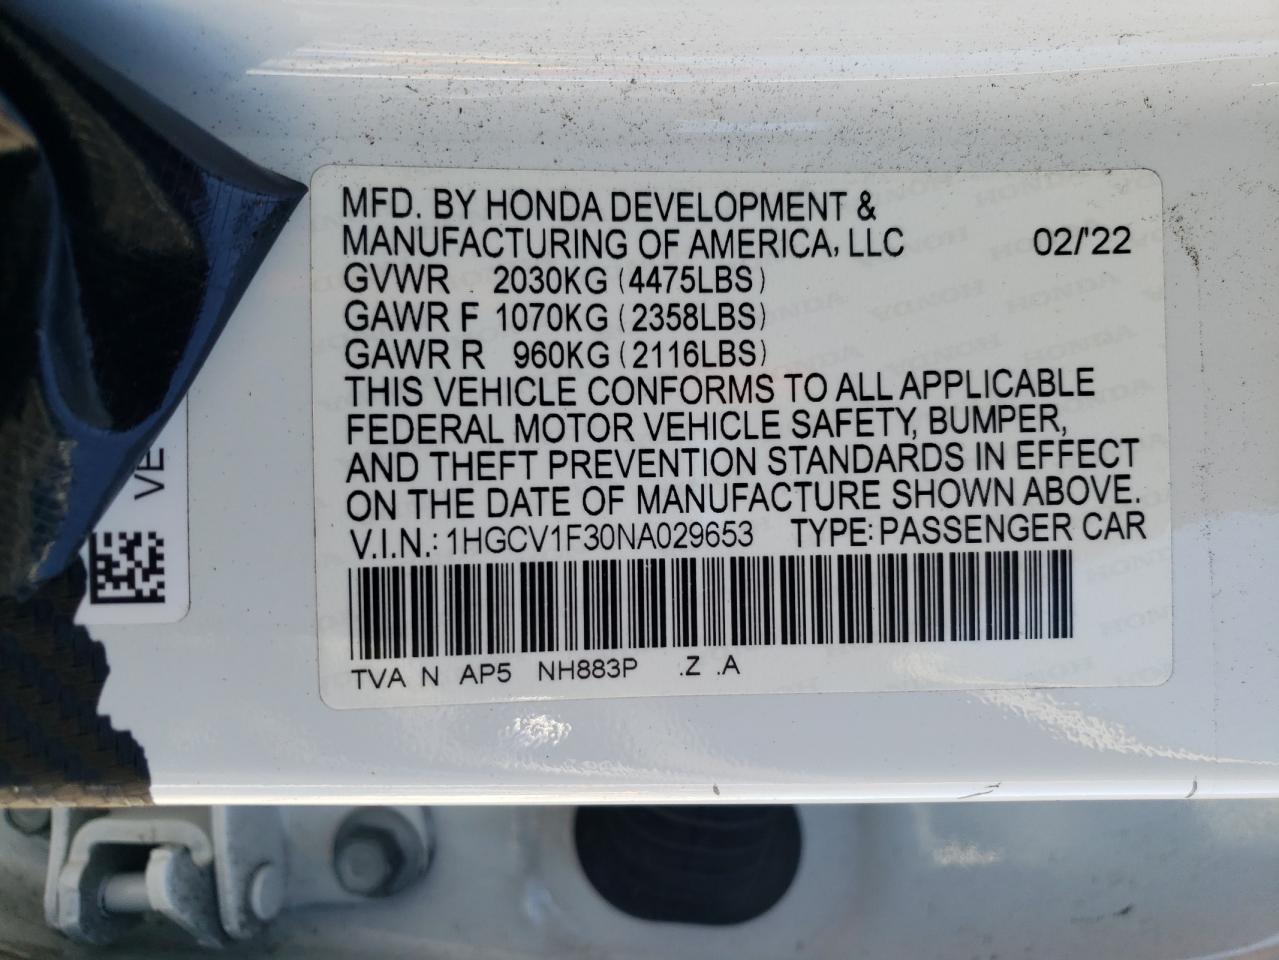 MFD. BY HONDA DEVELOPMENT &
MANUFACTURING OF AMERICA, LLC 02/'22
GVWR 2030KG (4475LBS)
GAWR F 1070KG (2358LBS)
GAWR R 960KG (2116LBS)
THIS VEHICLE CONFORMS TO ALL APPLICABLE
FEDERAL MOTOR VEHICLE SAFETY, BUMPER,
AND THEFT PREVENTION STANDARDS IN EFFECT
ON THE DATE OF MANUFACTURE SHOWN ABOVE.
V.I.N.: 1HGCV1F30NA029653 TYPE: PASSENGER CAR
TVA N AP5 NH883P .Z .A